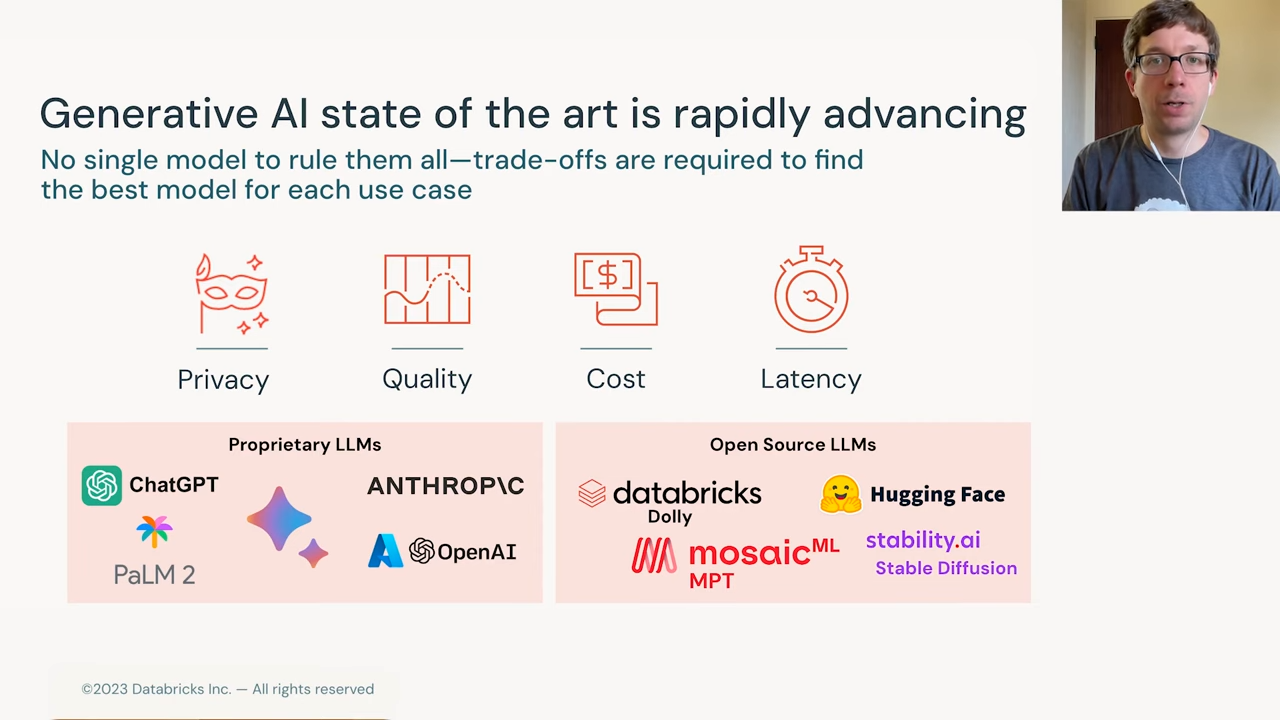 Generative AI state of the art is rapidly advancing
No single model to rule them all—trade-offs are required to find
the best model for each use case
$
Privacy
Quality
Cost
Latency
Proprietary LLMs
ChatGPT
ANTHROP\C
OpenAI
PaLM 2
Open Source LLMs
databricks
Dolly
Hugging Face
mosaicML
MPT
stability.ai
Stable Diffusion
©2023 Databricks Inc. — All rights reserved